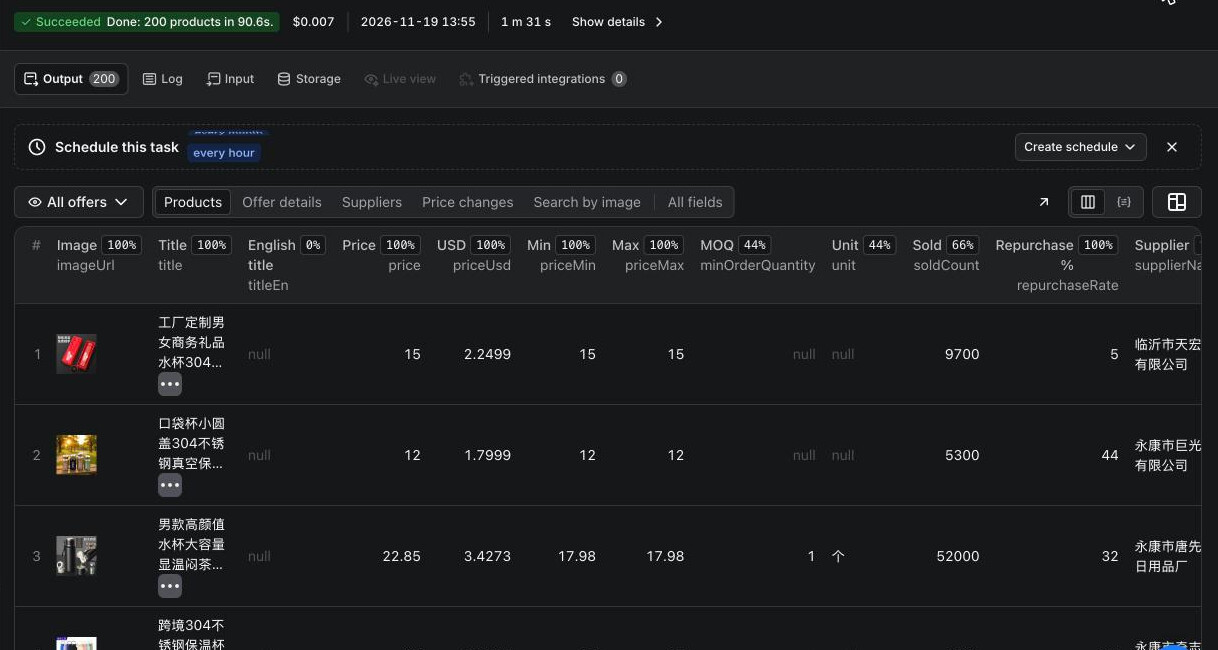 Succeeded Done: 200 products in 90.6s. $0.007 2026-11-19 13:55 1 m 31 s Show details
Output 200 Log Input Storage Live view Triggered integrations 0
Schedule this task every hour Create schedule
All offers Products Offer details Suppliers Price changes Search by image All fields
# Image 100% Title 100% English 0% Price 100% USD 100% Min 100% Max 100% MOQ 44% Unit 44% Sold 66% Repurchase 100% Supplier
imageUrl title title price priceUsd priceMin priceMax minOrderQuantity unit soldCount % supplierNa
titleEn repurchaseRate
工厂定制男
女商务礼品
水杯304...
1 null 15 2.2499 15 15 null null 9700 5
临沂市天宏
有限公司
口袋杯小圆
盖304不锈
钢真空保...
2 null 12 1.7999 12 12 null null 5300 44
永康市巨光
有限公司
男款高颜值
水杯大容量
显温闷茶...
3 null 22.85 3.4273 17.98 17.98 1 个 52000 32
永康市唐先
日用品厂
跨境304不
锈钢保温杯